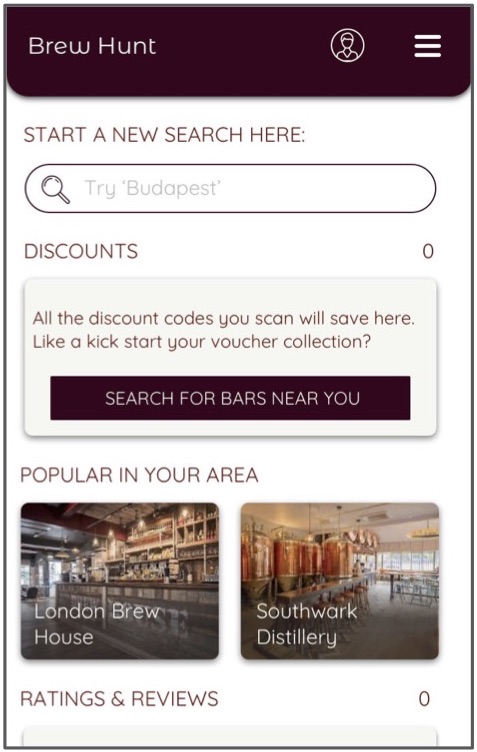 Brew Hunt
START A NEW SEARCH HERE:
Try ‘Budapest’
DISCOUNTS 0
All the discount codes you scan will save here.
Like a kick start your voucher collection?
SEARCH FOR BARS NEAR YOU
POPULAR IN YOUR AREA
London Brew
House
Southwark
Distillery
RATINGS & REVIEWS 0